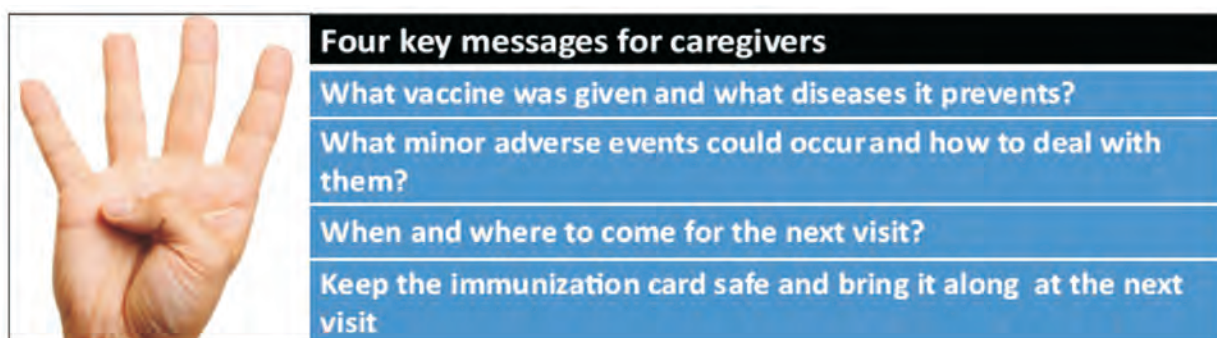 Four key messages for caregivers
What vaccine was given and what diseases it prevents?
What minor adverse events could occur and how to deal with
them?
When and where to come for the next visit?
Keep the immunization card safe and bring it along at the next
visit